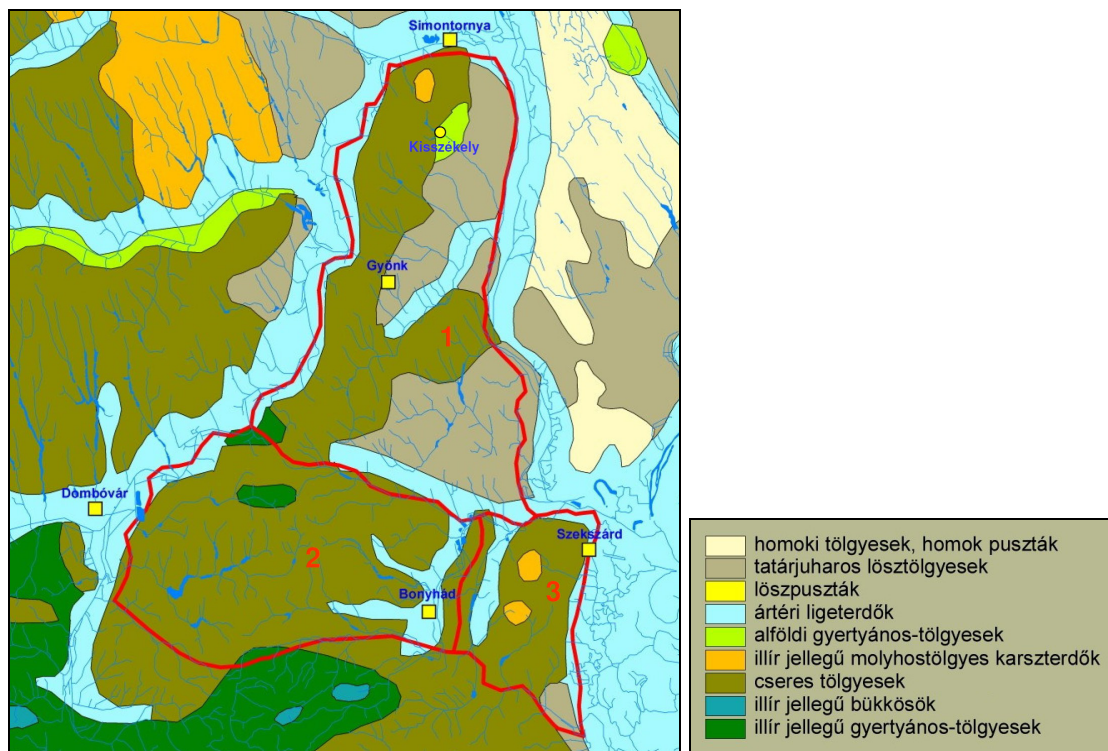 Simontornya
Kisszékely
Gyönk
1
Dombóvár
Szekszárd
2
3
Bonyhád
homoki tölgyesek, homok puszták
tatárjuharos lösztölgyesek
löszpuszták
ártéri ligeterdők
alföldi gyertyános-tölgyesek
illír jellegű molyhostölgyes karszterdők
cseres tölgyesek
illír jellegű bükkösök
illír jellegű gyertyános-tölgyesek